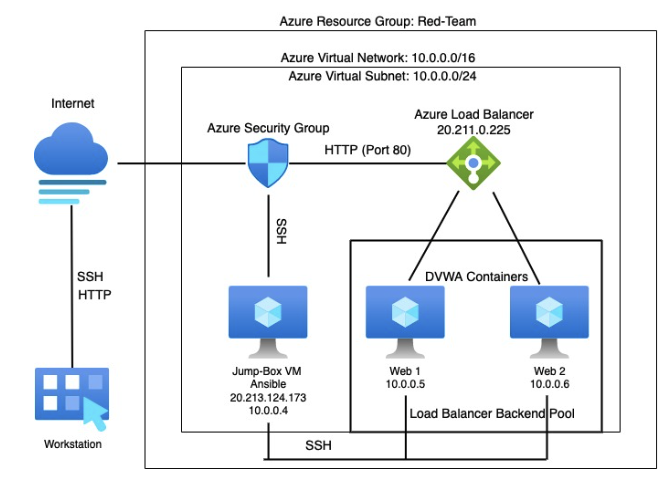 Azure Resource Group: Red-Team
Azure Virtual Network: 10.0.0.0/16
Azure Virtual Subnet: 10.0.0.0/24
Internet
Azure Security Group
Azure Load Balancer
20.211.0.225
HTTP (Port 80)
SSH
SSH
HTTP
DVWA Containers
Jump-Box VM
Ansible
20.213.124.173
10.0.0.4
Web 1
10.0.0.5
Web 2
10.0.0.6
Load Balancer Backend Pool
Workstation
SSH